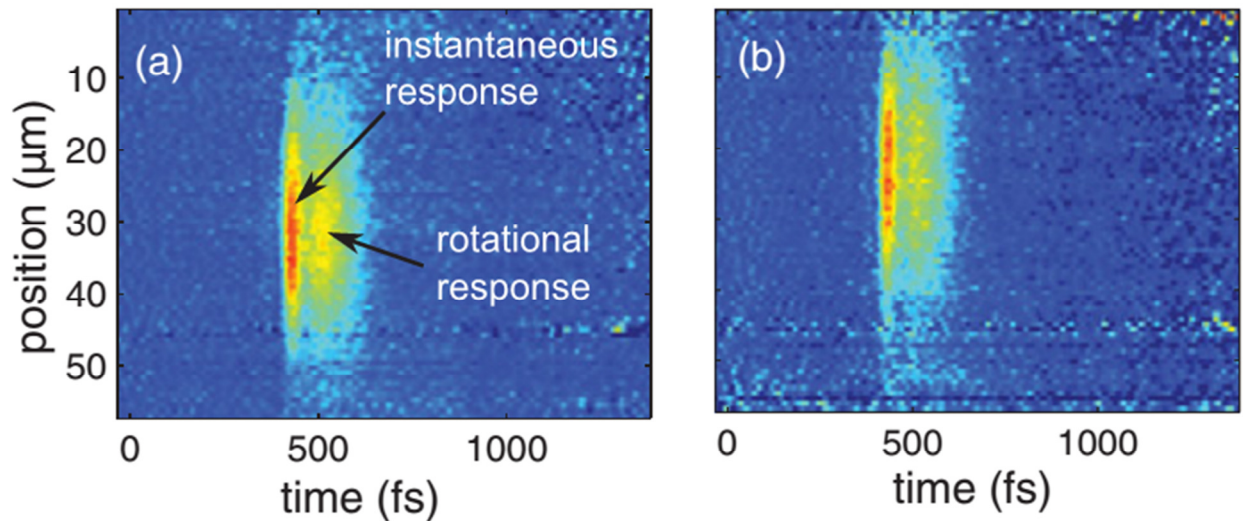 (a)
instantaneous
response
rotational
response
10
20
30
40
50
position (μm)
0
500
1000
time (fs)
(b)
0
500
1000
time (fs)